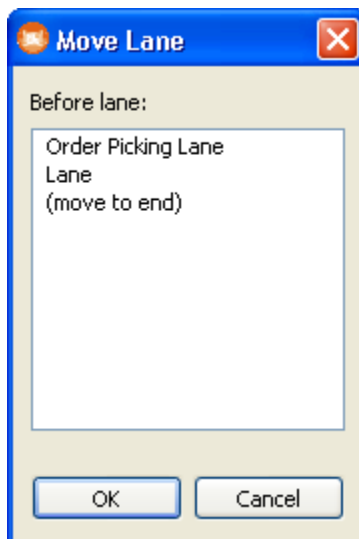 Move Lane
Before lane:
Order Picking Lane
Lane
(move to end)
OK
Cancel